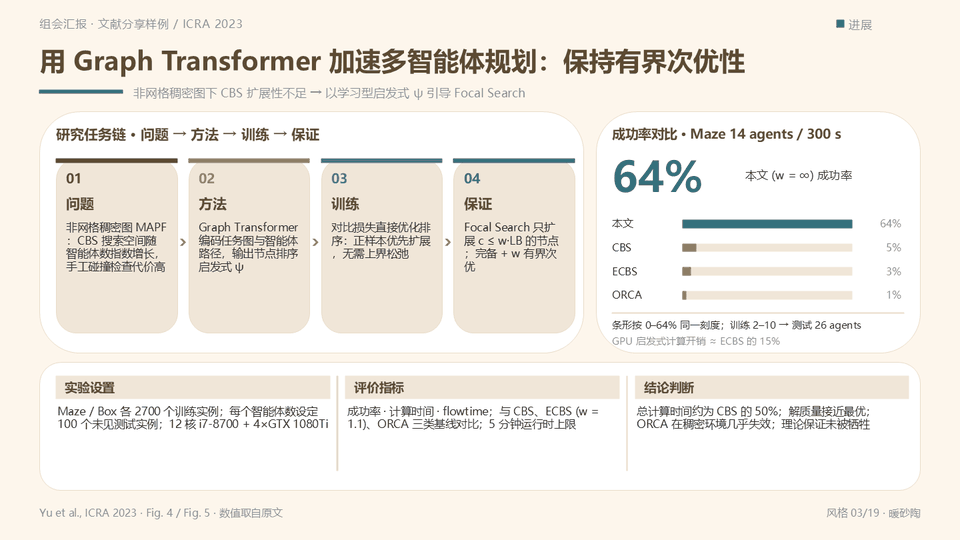 组会汇报 · 文献分享样例 / ICRA 2023
进展
用 Graph Transformer 加速多智能体规划：保持有界次优性
非网格稠密图下 CBS 扩展性不足 → 以学习型启发式 ψ 引导 Focal Search
研究任务链 • 问题 → 方法 → 训练 → 保证
01
问题
非网格稠密图 MAPF
：CBS 搜索空间随
智能体数指数增长，
手工碰撞检查代价高
›
02
方法
Graph Transformer
编码任务图与智能体
路径，输出节点排序
启发式 ψ
›
03
训练
对比损失直接优化排
序：正样本优先扩展
，无需上界松弛
›
04
保证
Focal Search 只扩
展 c ≤ w·LB 的节点
；完备 + w 有界次
优
成功率对比 • Maze 14 agents / 300 s
64%
本文 (w = ∞) 成功率
本文 64%
CBS 5%
ECBS 3%
ORCA 1%
条形按 0–64% 同一刻度；训练 2–10 → 测试 26 agents
GPU 启发式计算开销 ≈ ECBS 的 15%
实验设置
Maze / Box 各 2700 个训练实例；每个智能体数设定
100 个未见测试实例；12 核 i7-8700 + 4×GTX 1080Ti
评价指标
成功率 · 计算时间 · flowtime；与 CBS、ECBS (w =
1.1)、ORCA 三类基线对比；5 分钟运行时上限
结论判断
总计算时间约为 CBS 的 50%；解质量接近最优；
ORCA 在稠密环境几乎失效；理论保证未被牺牲
Yu et al., ICRA 2023 · Fig. 4 / Fig. 5 · 数值取自原文
风格 03/19 · 暖砂陶